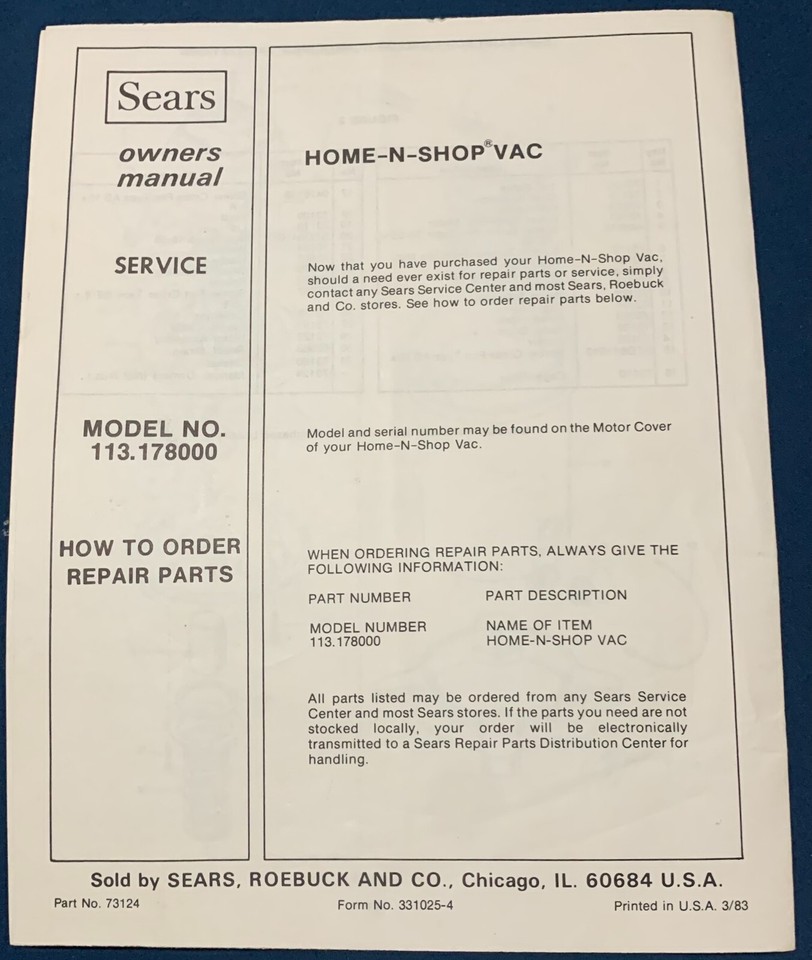 Sears
owners
manual
HOME-N-SHOP® VAC
SERVICE
Now that you have purchased your Home-N-Shop Vac,
should a need ever exist for repair parts or service, simply
contact any Sears Service Center and most Sears, Roebuck
and Co. stores. See how to order repair parts below.
MODEL NO.
113.178000
Model and serial number may be found on the Motor Cover
of your Home-N-Shop Vac.
HOW TO ORDER
REPAIR PARTS
WHEN ORDERING REPAIR PARTS, ALWAYS GIVE THE
FOLLOWING INFORMATION:
PART NUMBER PART DESCRIPTION
MODEL NUMBER NAME OF ITEM
113.178000 HOME-N-SHOP VAC
All parts listed may be ordered from any Sears Service
Center and most Sears stores. If the parts you need are not
stocked locally, your order will be electronically
transmitted to a Sears Repair Parts Distribution Center for
handling.
Sold by SEARS, ROEBUCK AND CO., Chicago, IL. 60684 U.S.A.
Part No. 73124 Form No. 331025-4 Printed in U.S.A. 3/83